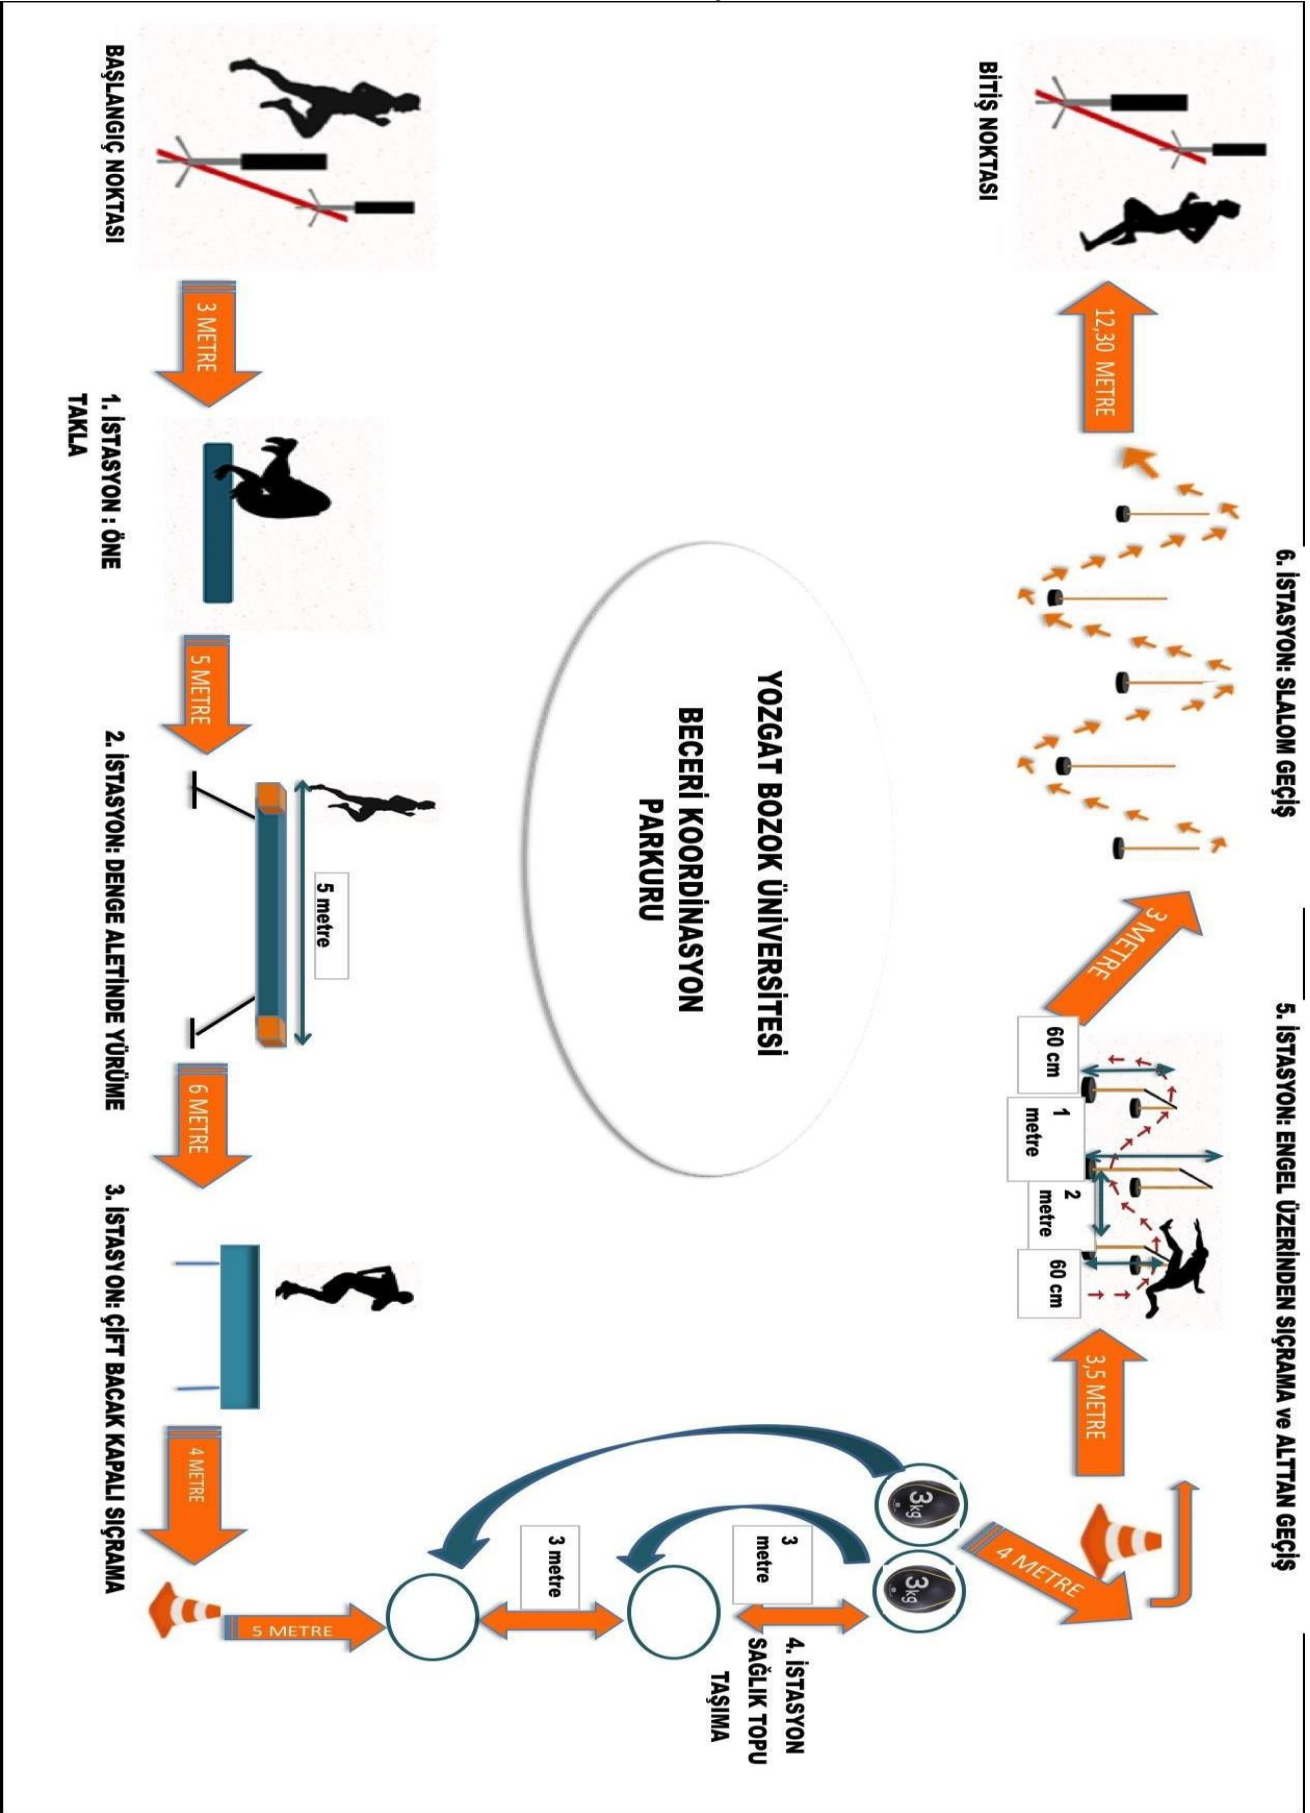 YOZGAT BOZOK ÜNİVERSİTESİ
BECERİ KOORDİNASYON
PARKURU
BAŞLANGIÇ NOKTASI
3 METRE
1. İSTASYON : ÖNE
TAKLA
5 METRE
5 metre
2. İSTASYON: DENGE ALETİNDE YÜRÜME
6 METRE
3. İSTASYON: ÇİFT BACAK KAPALI SIÇRAMA
4 METRE
5 METRE
3 metre
3
metre
3kg
3kg
4. İSTASYON
SAĞLIK TOPU
TAŞIMA
4 METRE
3,5 METRE
5. İSTASYON: ENGEL ÜZERİNDEN SIÇRAMA ve ALTTAN GEÇİŞ
60 cm
2
metre
1
metre
60 cm
3 METRE
6. İSTASYON: SLALOM GEÇİŞ
12,30 METRE
BİTİŞ NOKTASI